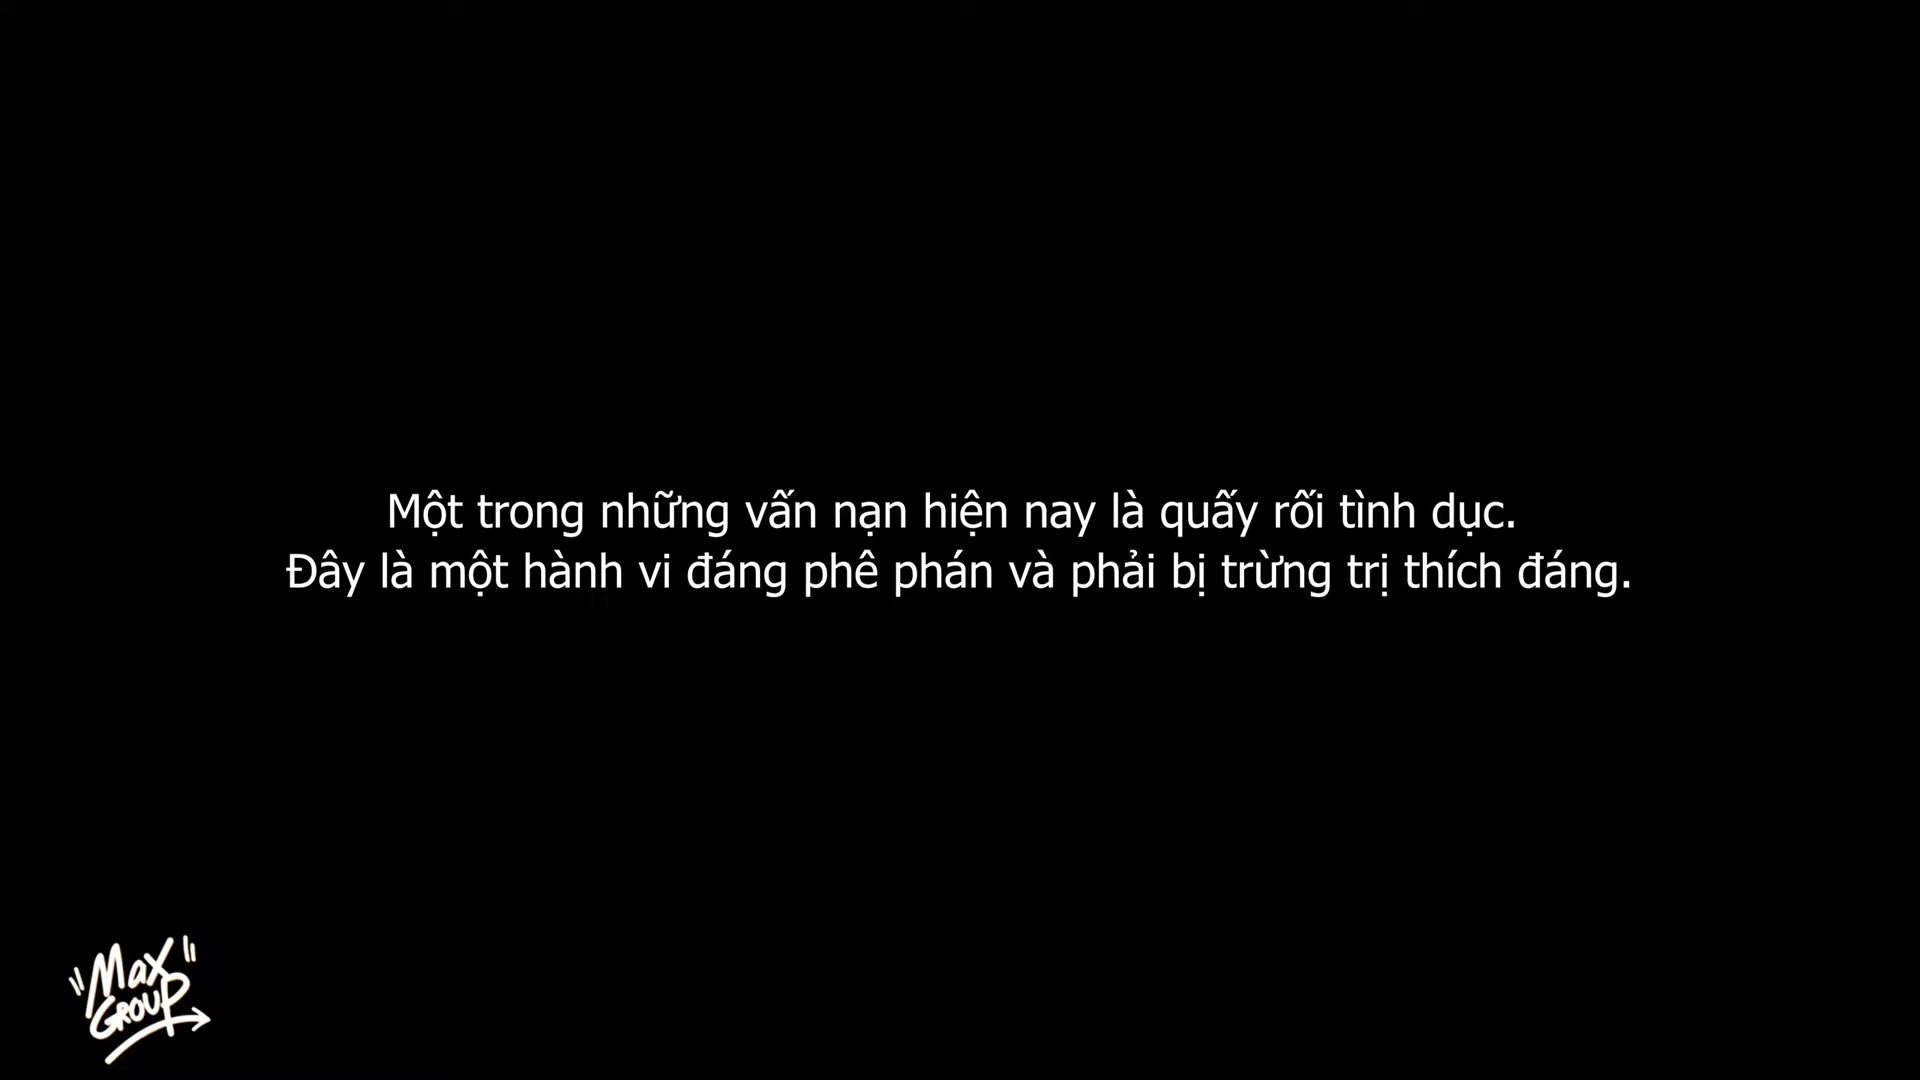 Một trong những vấn nạn hiện nay là quấy rối tình dục.
Đây là một hành vi đáng phê phán và phải bị trừng trị thích đáng.
"MaX
GROUP